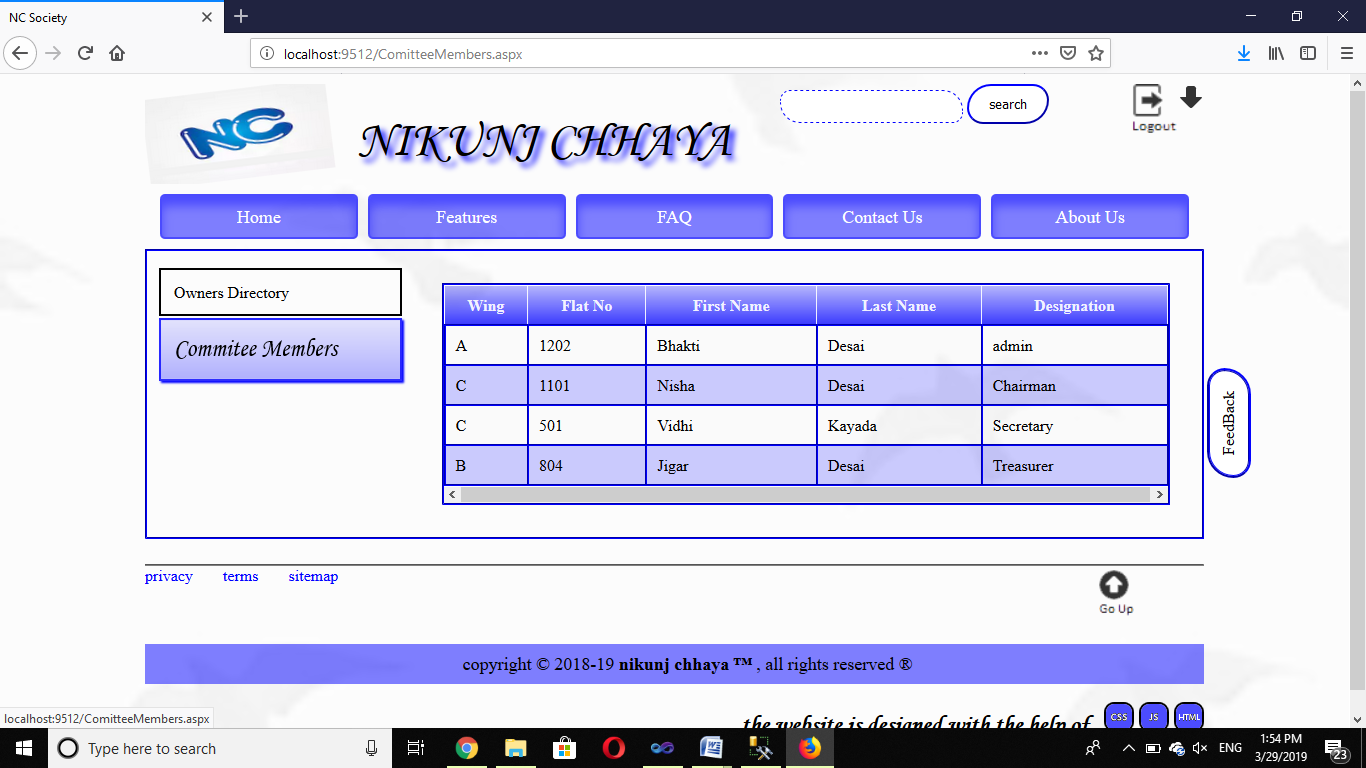 NC Society
localhost:9512/ComitteeMembers.aspx
NC
NIKUNJ CHHAYA
search
Logout
Home Features FAQ Contact Us About Us
Owners Directory
Commitee Members
Wing Flat No First Name Last Name Designation
A 1202 Bhakti Desai admin
C 1101 Nisha Desai Chairman
C 501 Vidhi Kayada Secretary
B 804 Jigar Desai Treasurer
FeedBack
privacy terms sitemap
Go Up
copyright © 2018-19 nikunj chhaya ™ , all rights reserved ®
localhost:9512/ComitteeMembers.aspx
the website is designed with the help of CSS JS HTML
Type here to search
ENG
1:54 PM
3/29/2019
23